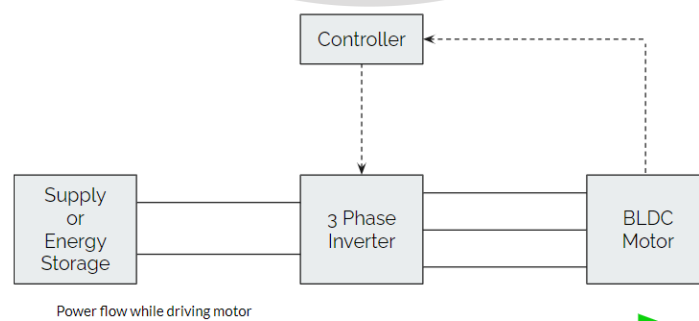 Controller
Supply
or
Energy
Storage
3 Phase
Inverter
BLDC
Motor
Power flow while driving motor